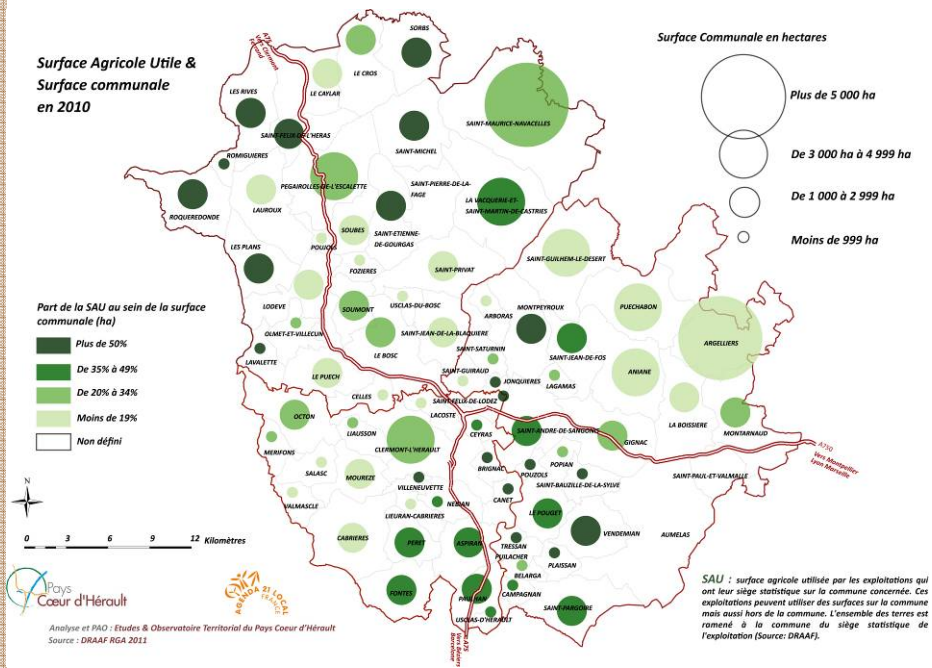 Surface Agricole Utile &
Surface communale
en 2010
A75
Vers Clermont
Ferrand
SORBS
LE CROS
LE CAYLAR
LES RIVES
SAINT-FELIX-DE-L'HERAS
SAINT-MAURICE-NAVACELLES
SAINT-MICHEL
ROMIGUIERES
PEGAIROLLES-DE-L'ESCALETTE
SAINT-PIERRE-DE-LA-
FAGE
LA VACQUERIE-ET-
SAINT-MARTIN-DE-CASTRIES
ROQUEREDONDE
LAUROUX
SOUBES
SAINT-ETIENNE-
DE-GOURGAS
POUJOLS
LES PLANS
FOZIERES
SAINT-PRIVAT
SAINT-GUILHEM-LE-DESERT
LODEVE
SOUMONT
USCLAS-DU-BOSC
ARBORAS
MONTPEYROUX
PUECHABON
OLMET-ET-VILLECUN
SAINT-JEAN-DE-LA-BLAQUIERE
ARGELLIERS
LE BOSC
SAINT-SATURNIN
SAINT-JEAN-DE-FOS
LAVALETTE
LE PUECH
SAINT-GUIRAUD
JONQUIERES
LAGAMAS
ANIANE
CELLES
SAINT-FELIX-DE-LODEZ
LACOSTE
LA BOISSIERE
OCTON
LIAUSSON
CEYRAS
SAINT-ANDRE-DE-SANGONIS
GIGNAC
MONTARNAUD
MERIFONS
CLERMONT-L'HERAULT
A750
Vers Montpellier
Lyon Marseille
SALASC
MOUREZE
BRIGNAC
POPIAN
POUZOLS
SAINT-PAUL-ET-VALMALLE
VILLENEUVETTE
SAINT-BAUZILLE-DE-LA-SYLVE
VALMASCLE
CANET
LIEURAN-CABRIERES
NEBIAN
LE POUGET
CABRIERES
PERET
ASPIRAN
TRESSAN
VENDEMIAN
AUMELAS
PUILACHER
PLAISSAN
BELARGA
FONTES
PAULHAN
CAMPAGNAN
USCLAS-D'HERAULT
SAINT-PARGOIRE
A75
Vers Béziers
Barcelone
Surface Communale en hectares
Plus de 5 000 ha
De 3 000 ha à 4 999 ha
De 1 000 à 2 999 ha
Moins de 999 ha
Part de la SAU au sein de la surface
communale (ha)
Plus de 50%
De 35% à 49%
De 20% à 34%
Moins de 19%
Non défini
N
0 3 6 9 12 Kilomètres
Pays
Cœur d'Hérault
AGENDA 21 LOCAL
FRANCE
Analyse et PAO : Etudes & Observatoire Territorial du Pays Coeur d'Hérault
Source : DRAAF RGA 2011
SAU : surface agricole utilisée par les exploitations qui
ont leur siège statistique sur la commune concernée. Ces
exploitations peuvent utiliser des surfaces sur la commune
mais aussi hors de la commune. L'ensemble des terres est
ramené à la commune du siège statistique de
l'exploitation (Source: DRAAF).